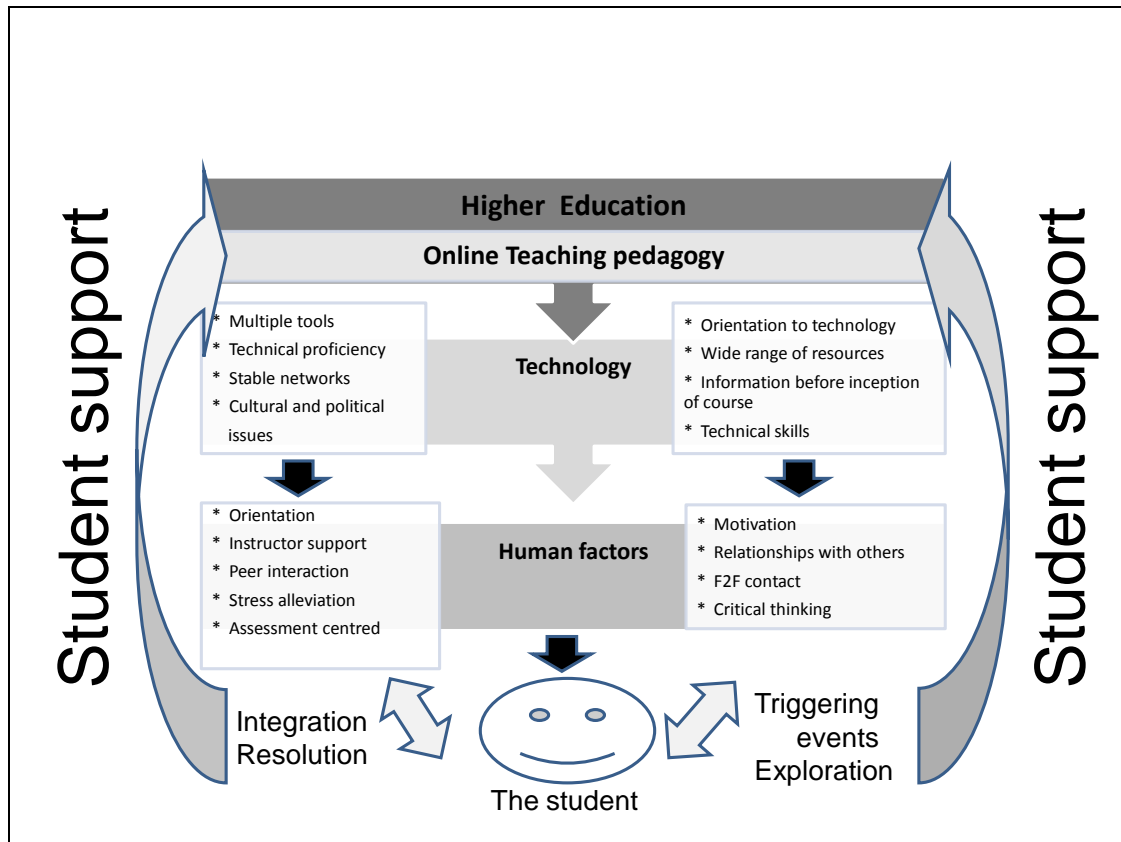 Higher Education
Online Teaching pedagogy
Student support
* Multiple tools
* Technical proficiency
* Stable networks
* Cultural and political
issues
Technology
* Orientation to technology
* Wide range of resources
* Information before inception
of course
* Technical skills
Student support
* Orientation
* Instructor support
* Peer interaction
* Stress alleviation
* Assessment centred
Human factors
* Motivation
* Relationships with others
* F2F contact
* Critical thinking
Integration
Resolution
Triggering
events
Exploration
The student